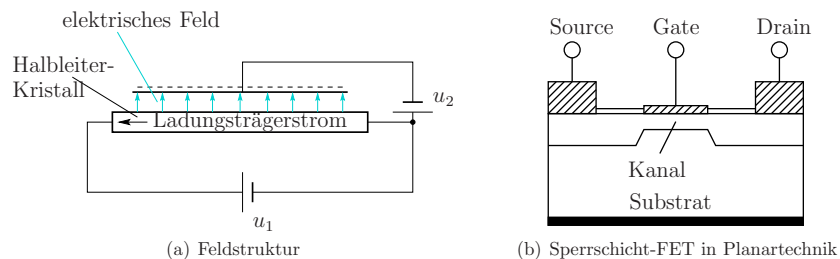 elektrisches Feld
Halbleiter-
Kristall
Ladungsträgerstrom
u2
u1
(a) Feldstruktur
Source Gate Drain
Kanal
Substrat
(b) Sperrschicht-FET in Planartechnik